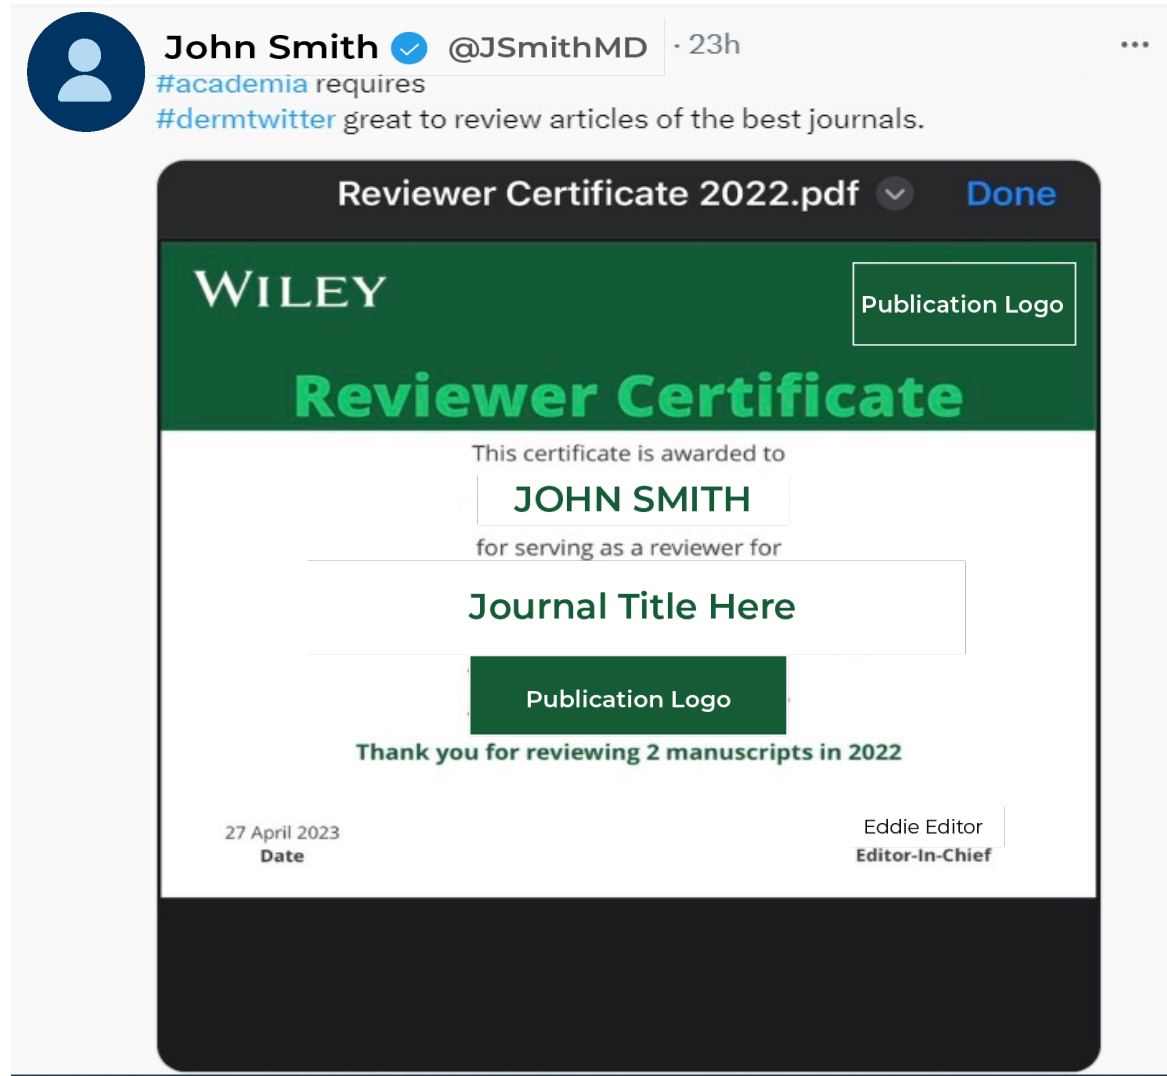 John Smith @JSmithMD · 23h
#academia requires
#dermtwitter great to review articles of the best journals.
Reviewer Certificate 2022.pdf Done
WILEY
Publication Logo
Reviewer Certificate
This certificate is awarded to
JOHN SMITH
for serving as a reviewer for
Journal Title Here
Publication Logo
Thank you for reviewing 2 manuscripts in 2022
27 April 2023
Date
Eddie Editor
Editor-In-Chief